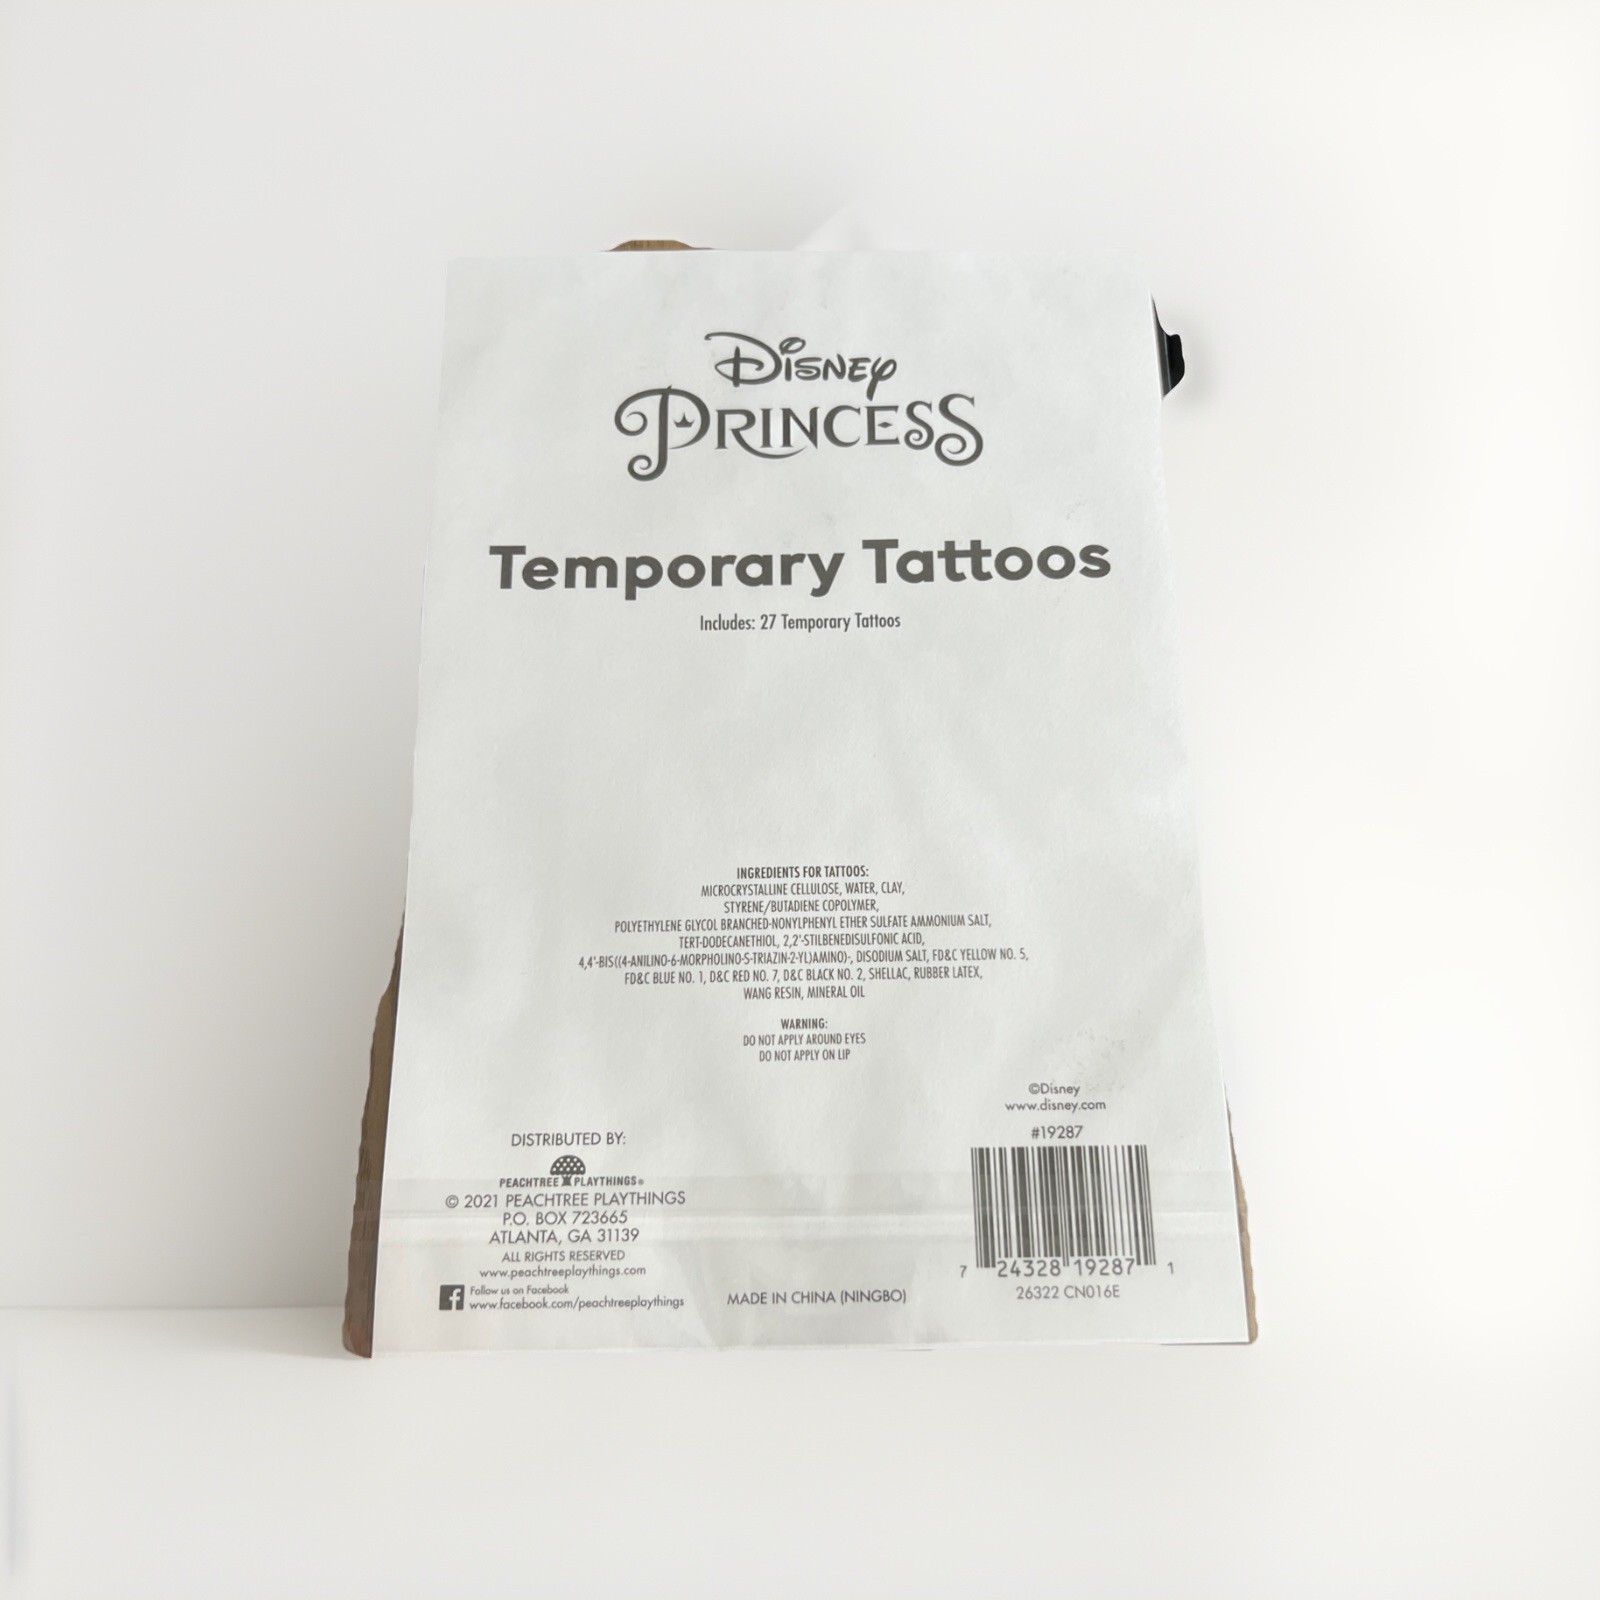 Disney
PRINCESS
Temporary Tattoos
Includes: 27 Temporary Tattoos
INGREDIENTS FOR TATTOOS:
MICROCRYSTALLINE CELLULOSE, WATER, CLAY,
STYRENE/BUTADIENE COPOLYMER,
POLYETHYLENE GLYCOL BRANCHED-NONYLPHENYL ETHER SULFATE AMMONIUM SALT,
TERT-DODECANETHIOL, 2,2'-STILBENEDISULFONIC ACID,
4,4'-BIS((4-ANILINO-6-MORPHOLINO-S-TRIAZIN-2-YL)AMINO)-, DISODIUM SALT, FD&C YELLOW NO. 5,
FD&C BLUE NO. 1, D&C RED NO. 7, D&C BLACK NO. 2, SHELLAC, RUBBER LATEX,
WANG RESIN, MINERAL OIL
WARNING:
DO NOT APPLY AROUND EYES
DO NOT APPLY ON LIP
©Disney
www.disney.com
#19287
7 24328 19287 1
26322 CN016E
DISTRIBUTED BY:
PEACHTREE PLAYTHINGS®
© 2021 PEACHTREE PLAYTHINGS
P.O. BOX 723665
ATLANTA, GA 31139
ALL RIGHTS RESERVED
www.peachtreeplaythings.com
f Follow us on Facebook
www.facebook.com/peachtreeplaythings
MADE IN CHINA (NINGBO)